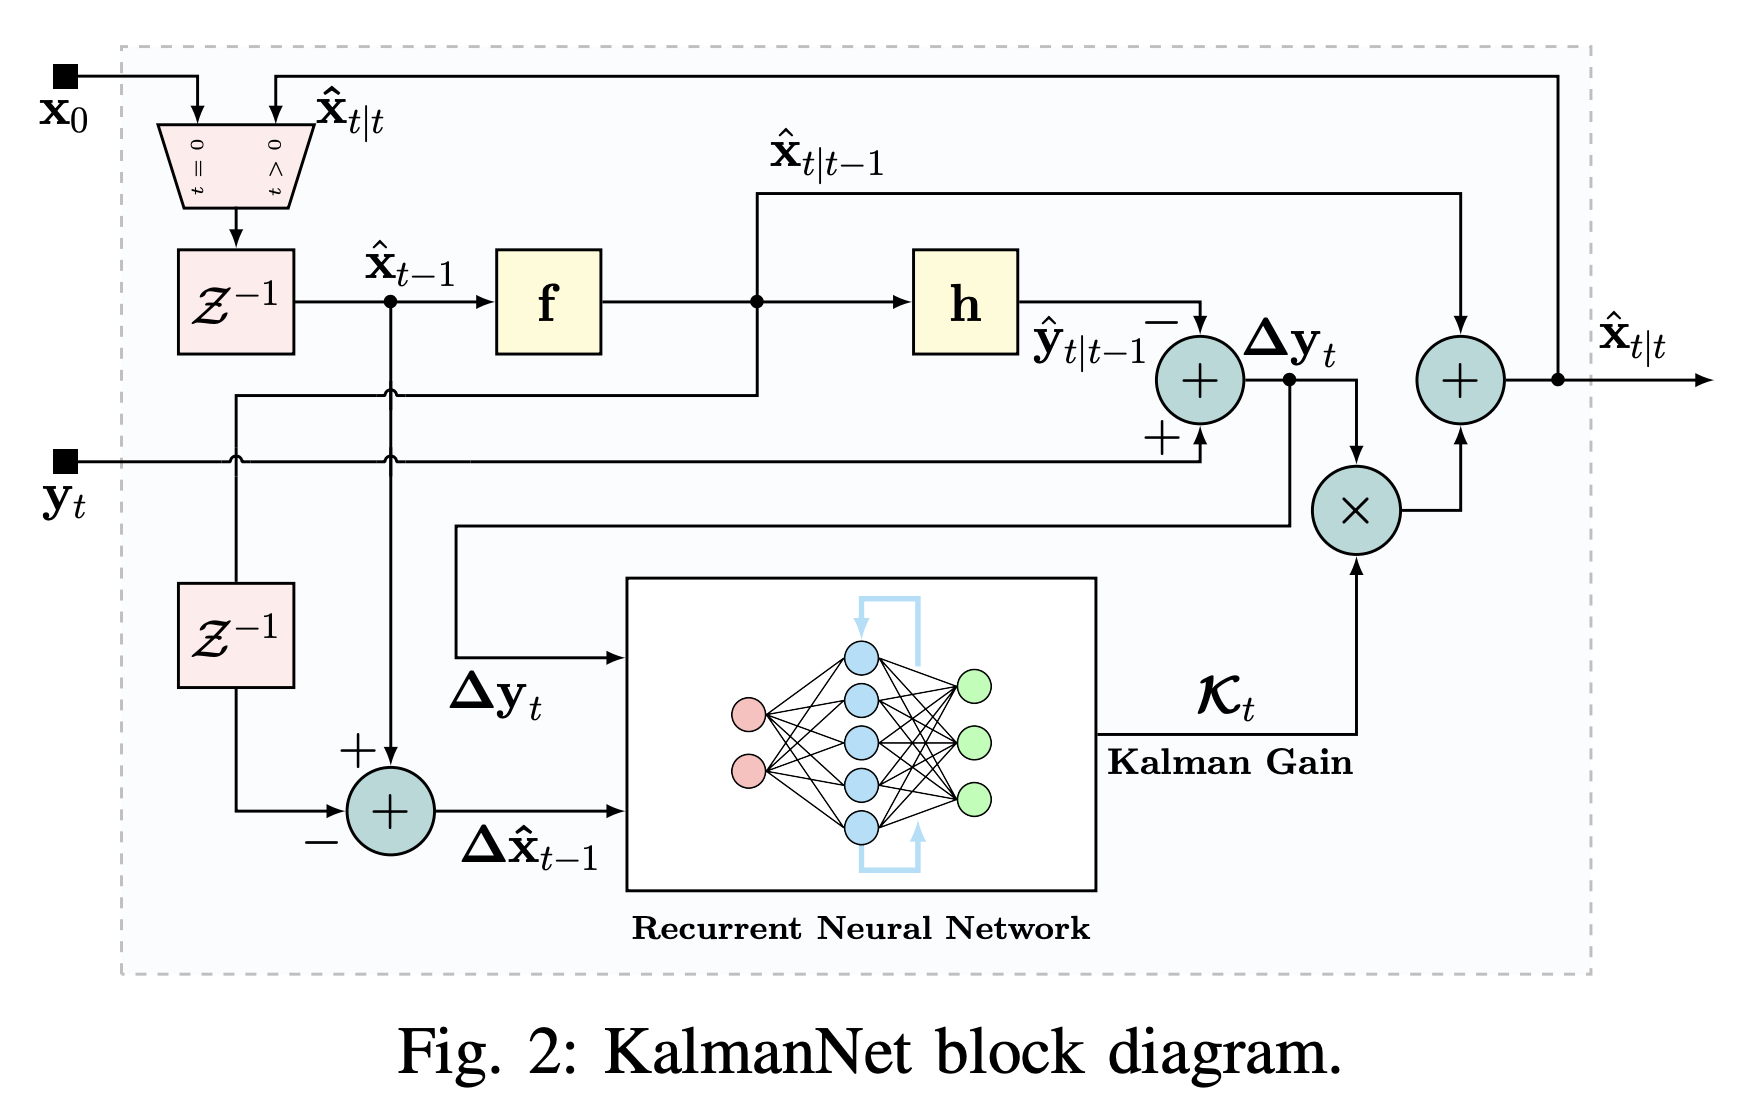 x₀
x̂ₜ|ₜ
t = 0
t > 0
x̂ₜ|ₜ₋₁
𝒵⁻¹
x̂ₜ₋₁
f
h
ŷₜ|ₜ₋₁
−
+
Δyₜ
+
+
x̂ₜ|ₜ
yₜ
×
𝒵⁻¹
Δyₜ
𝒦ₜ
Kalman Gain
+
+
−
Δx̂ₜ₋₁
Recurrent Neural Network
Fig. 2: KalmanNet block diagram.